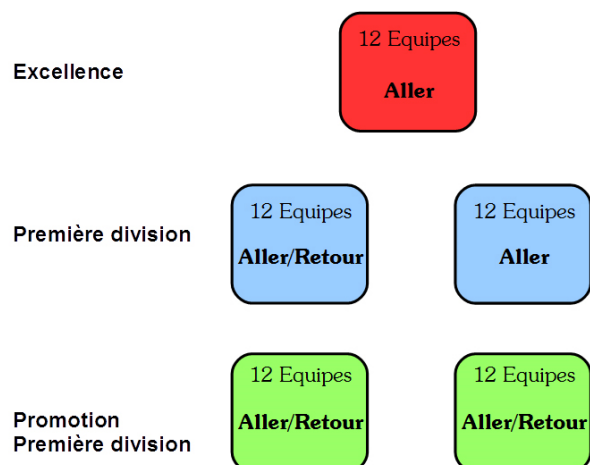 12 Equipes
Excellence
Aller
12 Equipes
12 Equipes
Première division
Aller/Retour
Aller
12 Equipes
12 Equipes
Promotion
Première division
Aller/Retour
Aller/Retour